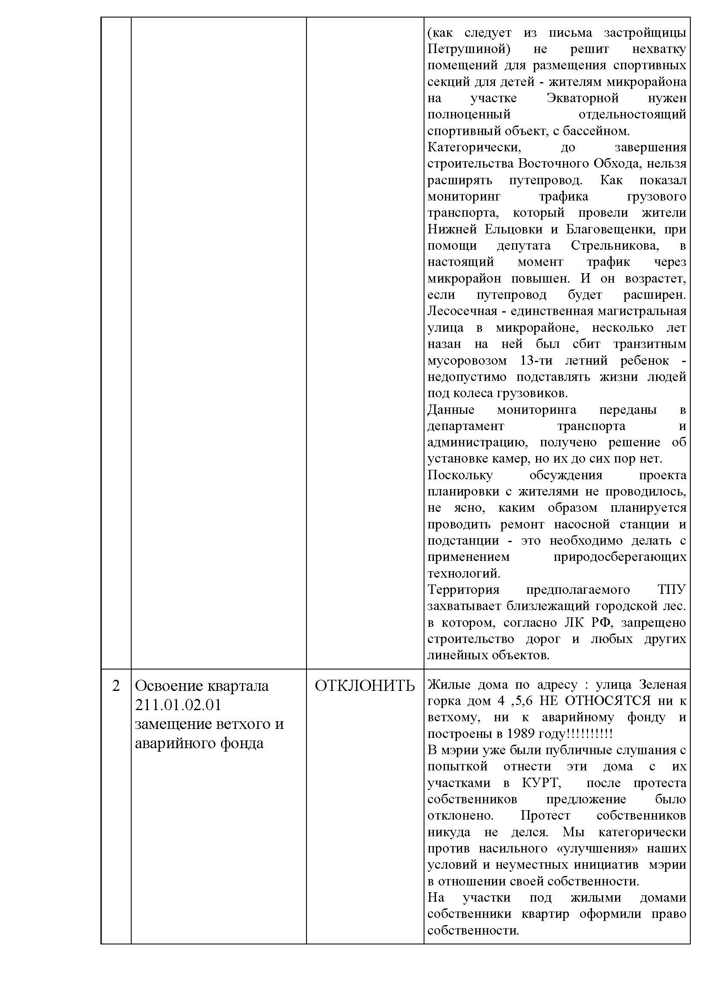 (как следует из письма застройщицы
Петрушиной) не решит нехватку
помещений для размещения спортивных
секций для детей - жителям микрорайона
на участке Экваторной нужен
полноценный отдельностоящий
спортивный объект, с бассейном.
Категорически, до завершения
строительства Восточного Обхода, нельзя
расширять путепровод. Как показал
мониторинг трафика грузового
транспорта, который провели жители
Нижней Ельцовки и Благовещенки, при
помощи депутата Стрельникова, в
настоящий момент трафик через
микрорайон повышен. И он возрастет,
если путепровод будет расширен.
Лесосечная - единственная магистральная
улица в микрорайоне, несколько лет
назан на ней был сбит транзитным
мусоровозом 13-ти летний ребенок -
недопустимо подставлять жизни людей
под колеса грузовиков.
Данные мониторинга переданы в
департамент транспорта и
администрацию, получено решение об
установке камер, но их до сих пор нет.
Поскольку обсуждения проекта
планировки с жителями не проводилось,
не ясно, каким образом планируется
проводить ремонт насосной станции и
подстанции - это необходимо делать с
применением природосберегающих
технологий.
Территория предполагаемого ТПУ
захватывает близлежащий городской лес.
в котором, согласно ЛК РФ, запрещено
строительство дорог и любых других
линейных объектов.
2
Освоение квартала
211.01.02.01
замещение ветхого и
аварийного фонда
ОТКЛОНИТЬ
Жилые дома по адресу : улица Зеленая
горка дом 4 ,5,6 НЕ ОТНОСЯТСЯ ни к
ветхому, ни к аварийному фонду и
построены в 1989 году!!!!!!!!!!
В мэрии уже были публичные слушания с
попыткой отнести эти дома с их
участками в КУРТ, после протеста
собственников предложение было
отклонено. Протест собственников
никуда не делся. Мы категорически
против насильного «улучшения» наших
условий и неуместных инициатив мэрии
в отношении своей собственности.
На участки под жилыми домами
собственники квартир оформили право
собственности.